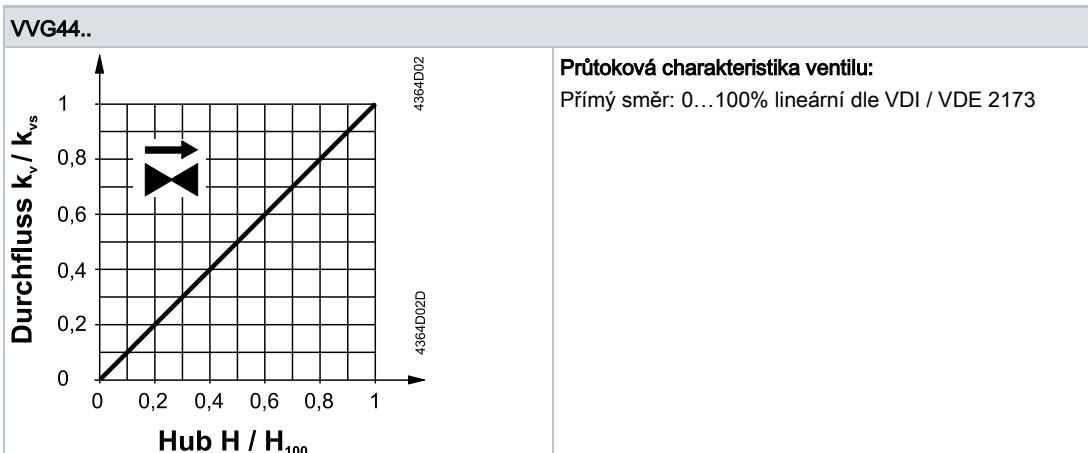 VVG44..
4364D02
Průtoková charakteristika ventilu:
Přímý směr: 0…100% lineární dle VDI / VDE 2173
Durchfluss kv / kvs
1
0,8
0,6
0,4
0,2
0
4364D02D
0 0,2 0,4 0,6 0,8 1
Hub H / H100